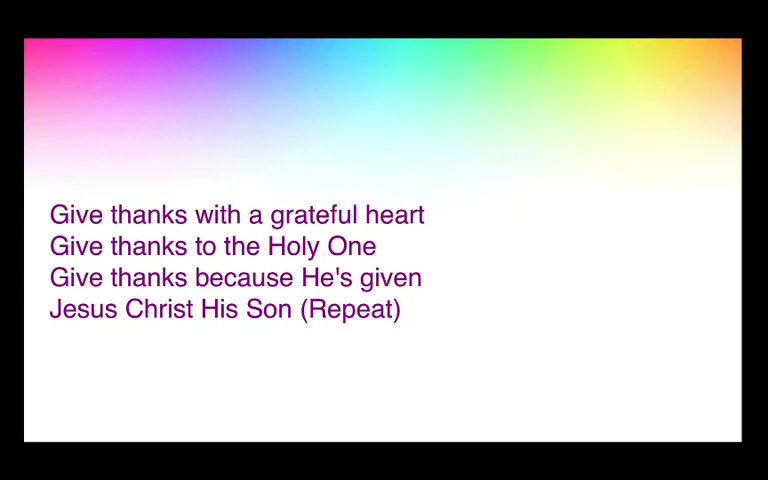 Give thanks with a grateful heart
Give thanks to the Holy One
Give thanks because He's given
Jesus Christ His Son (Repeat)